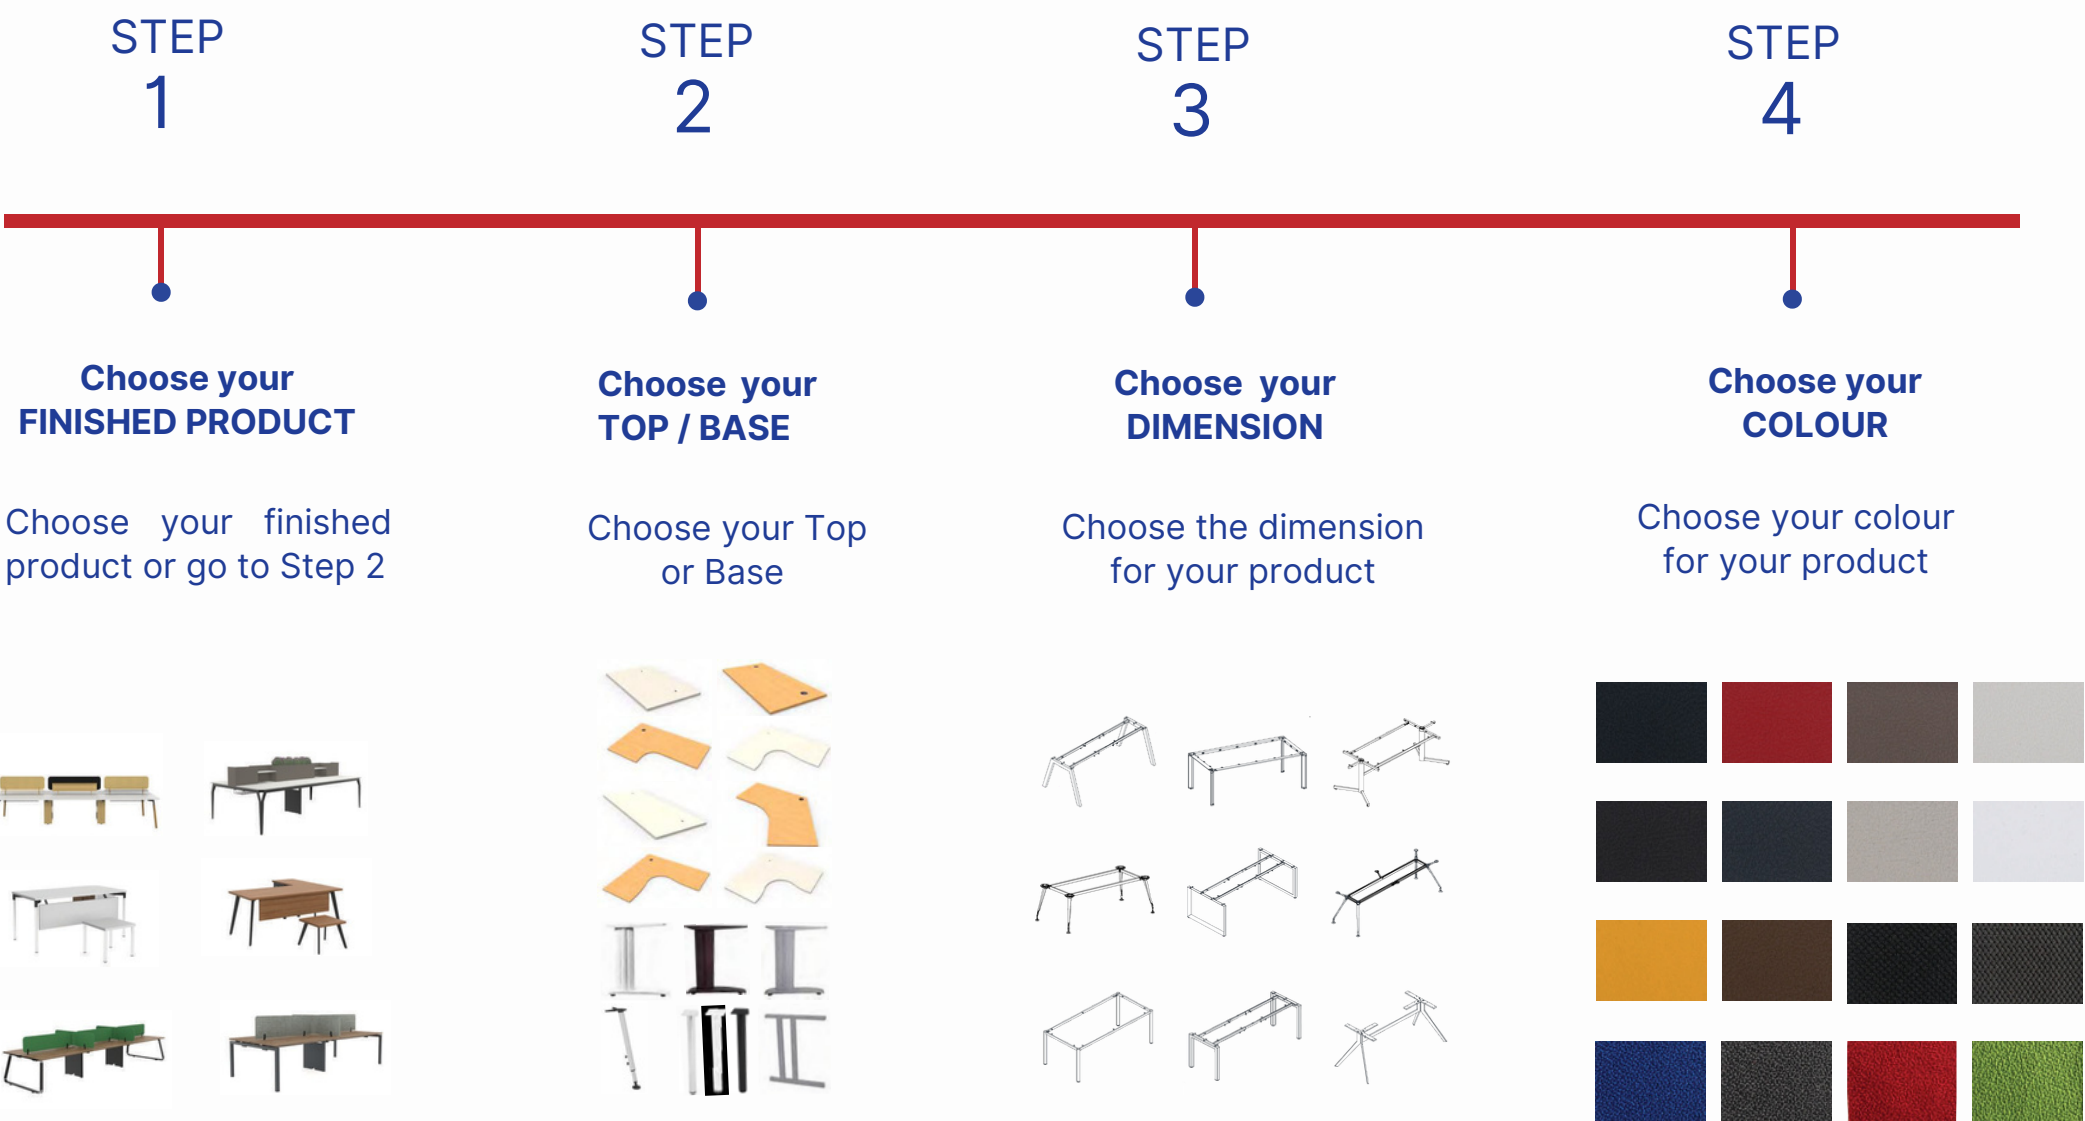 STEP
1
STEP
2
STEP
3
STEP
4
Choose your
FINISHED PRODUCT
Choose your finished
product or go to Step 2
Choose your
TOP / BASE
Choose your Top
or Base
Choose your
DIMENSION
Choose the dimension
for your product
Choose your
COLOUR
Choose your colour
for your product